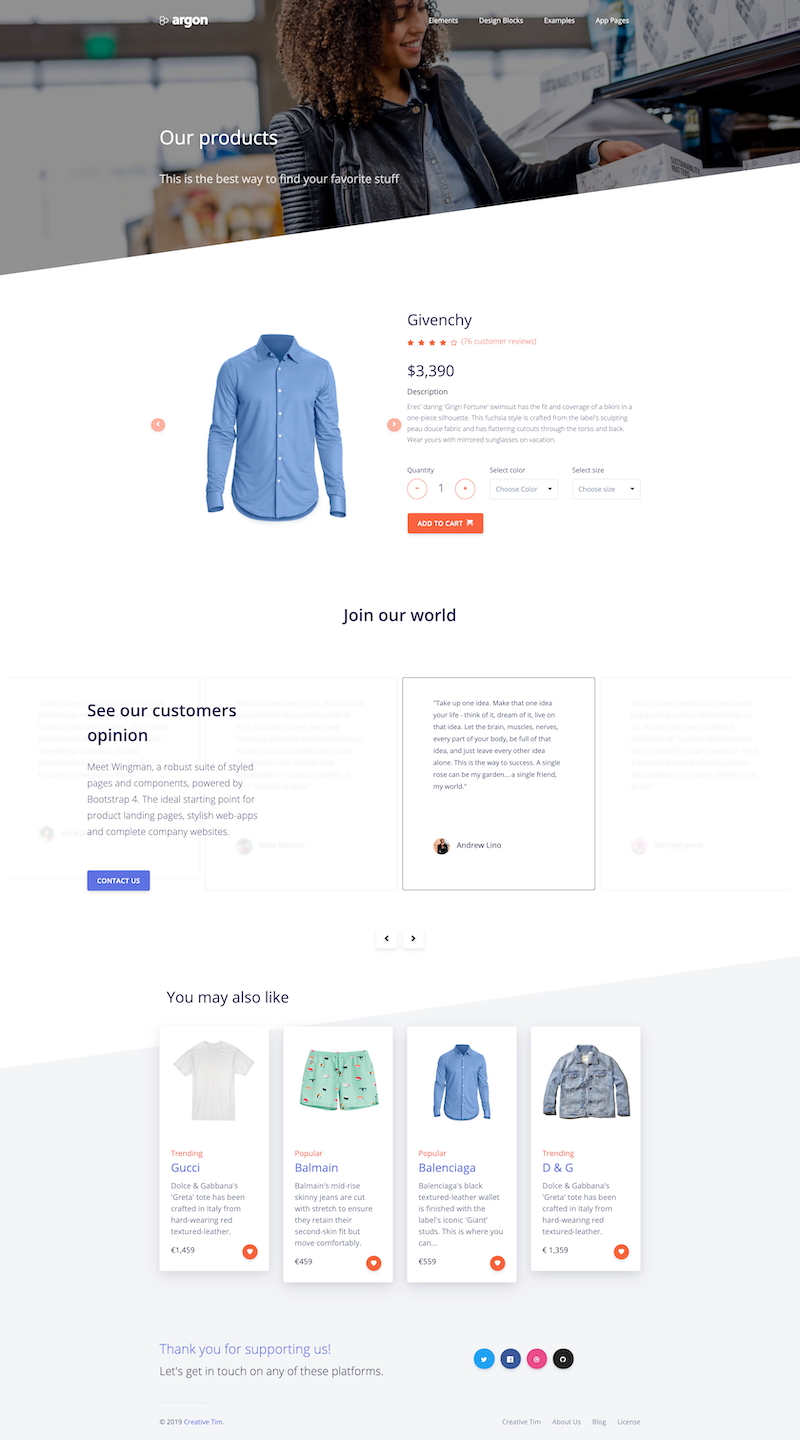 argon
Elements
Design Blocks
Examples
App Pages
SUSTAINABILITY
MATTERS
SUSTAINABILITY
MATTERS
Our products
This is the best way to find your favorite stuff
Givenchy
(76 customer reviews)
$3,390
Description
Eres' daring 'Grigri Fortune' swimsuit has the fit and coverage of a bikini in a
one-piece silhouette. This fuchsia style is crafted from the label's sculpting
peau douce fabric and has flattering cutouts through the torso and back.
Wear yours with mirrored sunglasses on vacation.
Quantity
Select color
Select size
-
1
+
Choose Color
Choose size
ADD TO CART
Join our world
See our customers
opinion
Meet Wingman, a robust suite of styled
pages and components, powered by
Bootstrap 4. The ideal starting point for
product landing pages, stylish web-apps
and complete company websites.
CONTACT US
"Take up one idea. Make that one idea
your life - think of it, dream of it, live on
that idea. Let the brain, muscles, nerves,
every part of your body, be full of that
idea, and just leave every other idea
alone. This is the way to success. A single
rose can be my garden... a single friend,
my world."
Andrew Lino
You may also like
Trending
Gucci
Dolce & Gabbana's
'Greta' tote has been
crafted in Italy from
hard-wearing red
textured-leather.
€1,459
Popular
Balmain
Balmain's mid-rise
skinny jeans are cut
with stretch to ensure
they retain their
second-skin fit but
move comfortably.
€459
Popular
Balenciaga
Balenciaga's black
textured-leather wallet
is finished with the
label's iconic 'Giant'
studs. This is where you
can...
€559
Trending
D & G
Dolce & Gabbana's
'Greta' tote has been
crafted in Italy from
hard-wearing red
textured-leather.
€ 1,359
Thank you for supporting us!
Let's get in touch on any of these platforms.
© 2019 Creative Tim.
Creative Tim
About Us
Blog
License